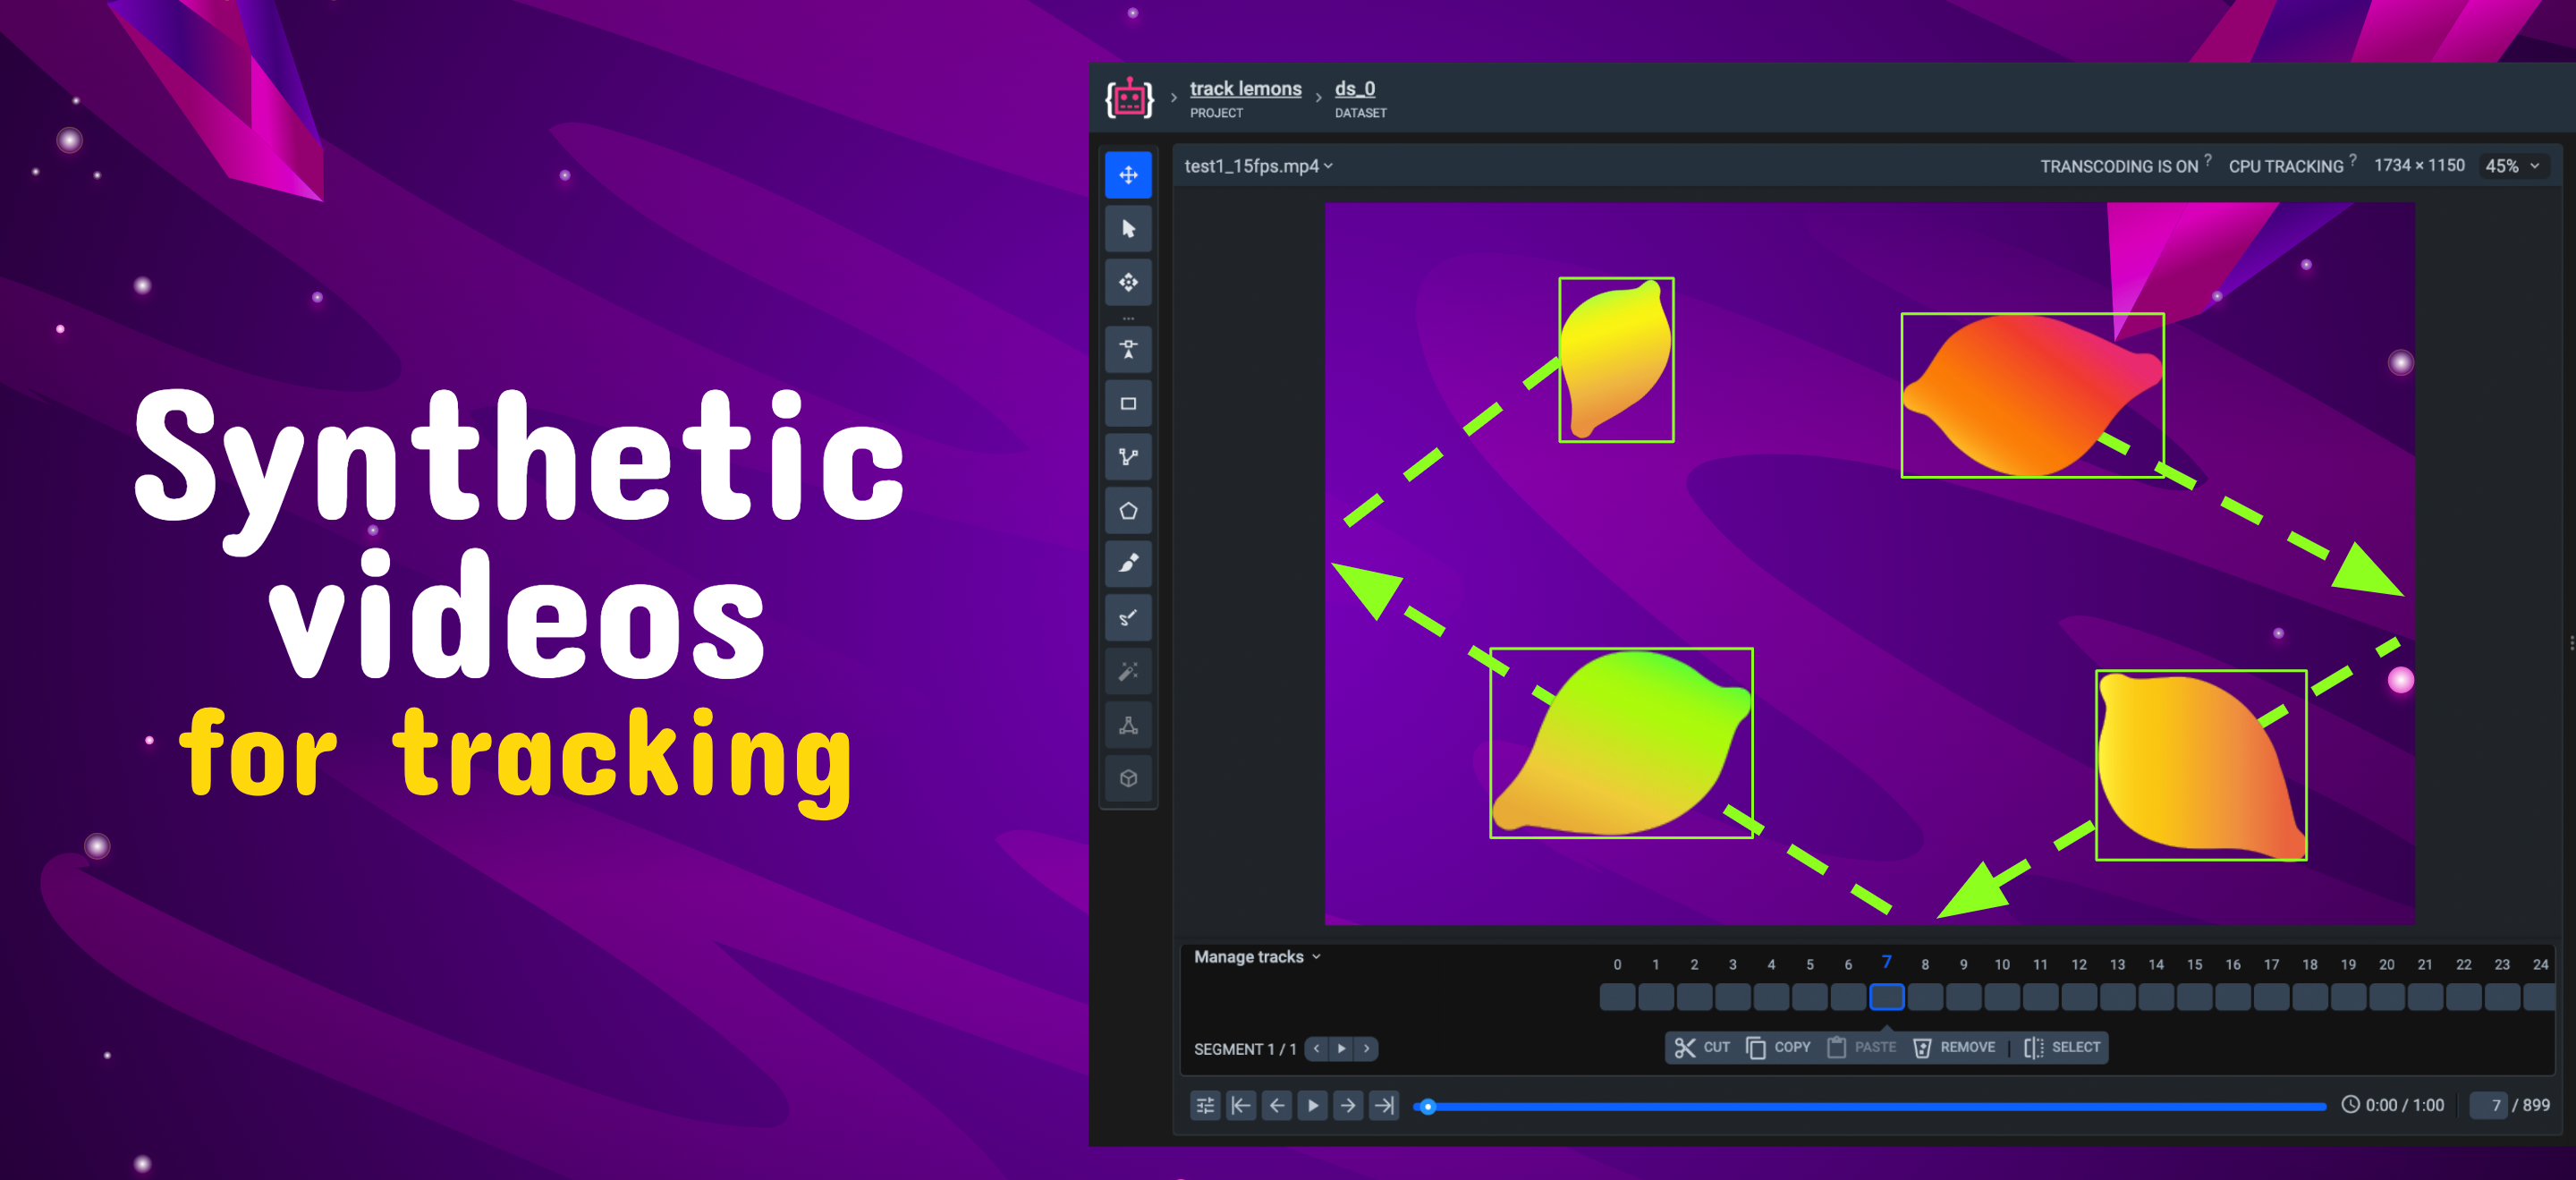 Synthetic
videos
for tracking
track lemons
PROJECT
ds_0
DATASET
test1_15fps.mp4
TRANSCODING IS ON ? CPU TRACKING ? 1734 × 1150 45%
Manage tracks
0 1 2 3 4 5 6 7 8 9 10 11 12 13 14 15 16 17 18 19 20 21 22 23 24
SEGMENT 1 / 1
CUT COPY PASTE REMOVE SELECT
0:00 / 1:00 7 / 899